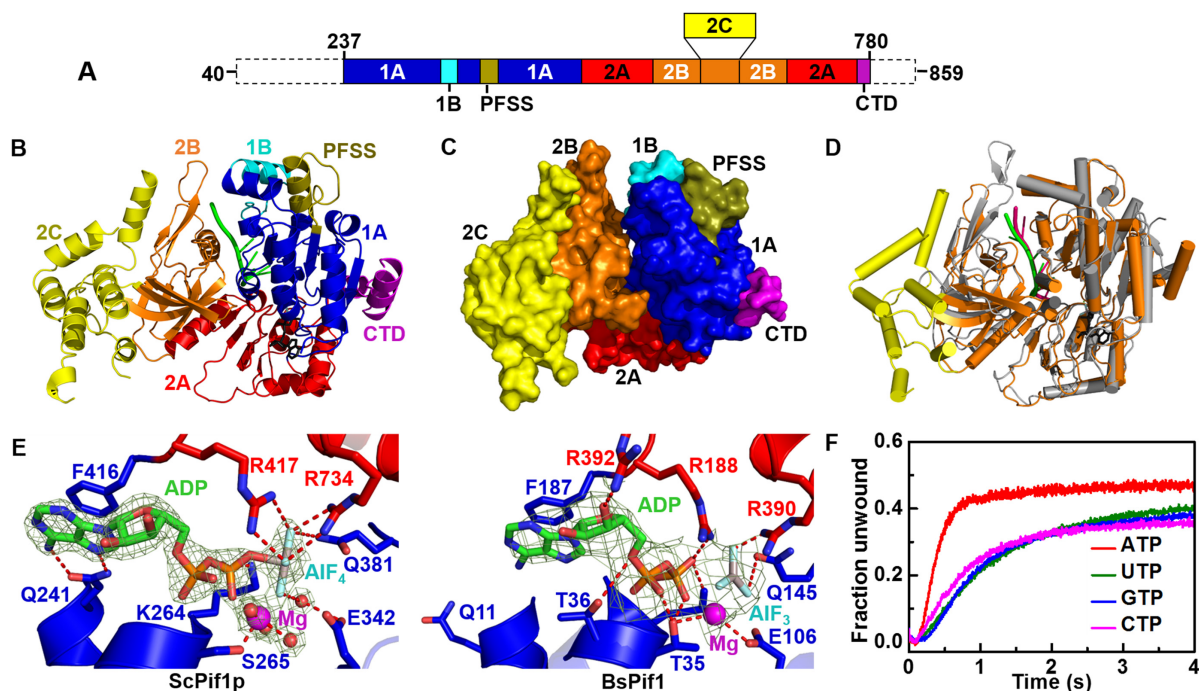 2C
237 780
A 40 1A 1A 2A 2B 2B 2A 859
1B PFSS CTD
B 2B 1B PFSS
2C 1A
CTD
2A
C 2B 1B PFSS
2C 1A
CTD
2A
D
E
F416 R417
ADP R734
AlF4
Q381
Q241 K264
Mg E342
S265
ScPif1p
R392 R188
F187 ADP
R390
Q145
Q11 T36 AlF3
Mg E106
T35
BsPif1
F
0.6
0.4
0.2
0.0
Fraction unwound
ATP
UTP
GTP
CTP
0 1 2 3 4
Time (s)